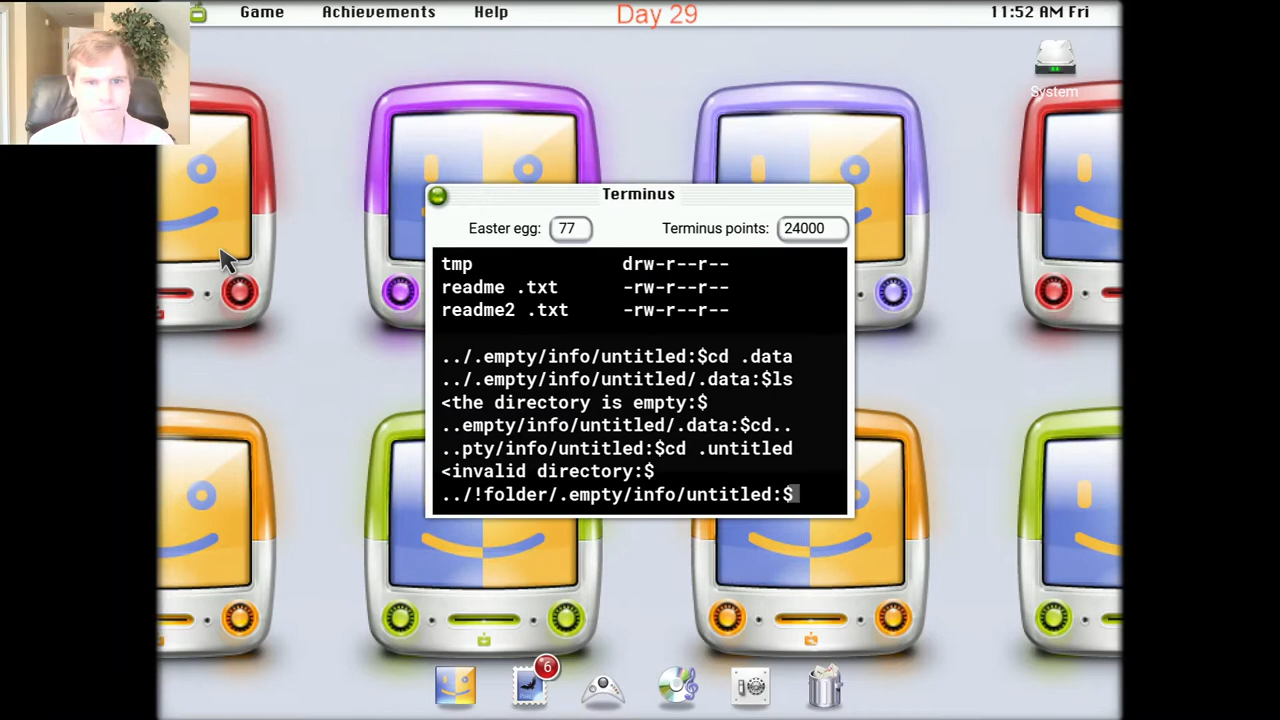 Game Achievements Help Day 29 11:52 AM Fri
System
Terminus
Easter egg: 77 Terminus points: 24000
tmp drw-r--r--
readme .txt -rw-r--r--
readme2 .txt -rw-r--r--
../.empty/info/untitled:$cd .data
../.empty/info/untitled/.data:$ls
<the directory is empty:$
..empty/info/untitled/.data:$cd..
..pty/info/untitled:$cd .untitled
<invalid directory:$
../!folder/.empty/info/untitled:$
6